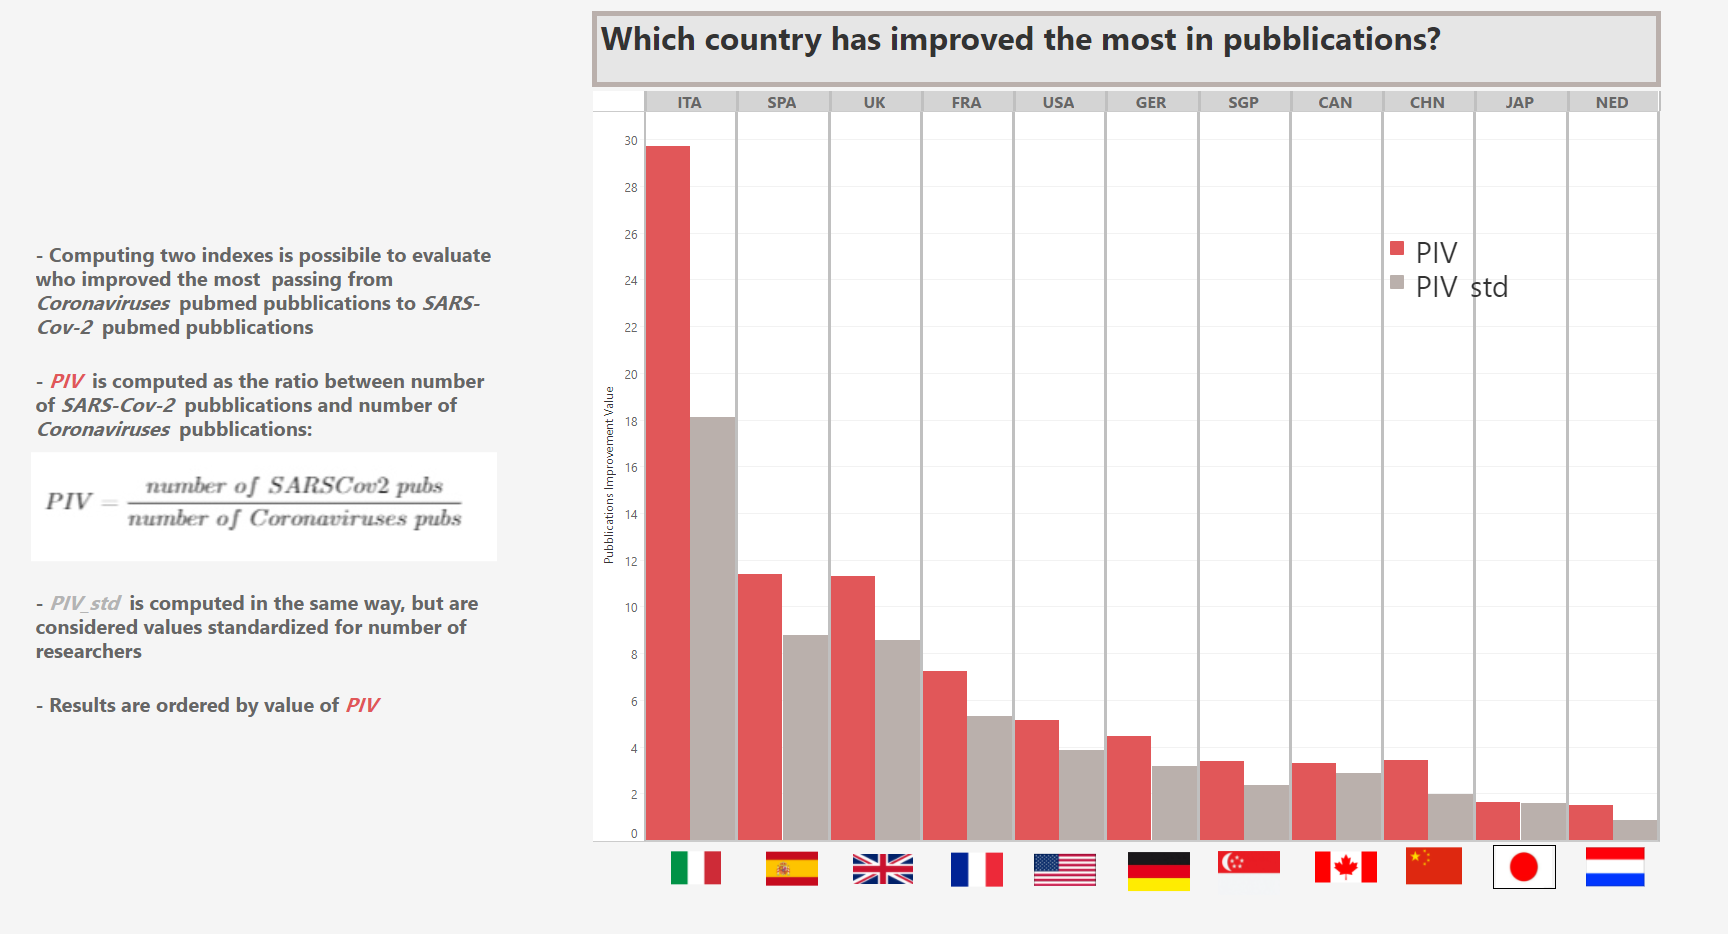 Which country has improved the most in pubblications?
- Computing two indexes is possibile to evaluate
who improved the most passing from
Coronaviruses pubmed pubblications to SARS-
Cov-2 pubmed pubblications
- PIV is computed as the ratio between number
of SARS-Cov-2 pubblications and number of
Coronaviruses pubblications:
PIV = number of SARSCov2 pubs
number of Coronaviruses pubs
- PIV_std is computed in the same way, but are
considered values standardized for number of
researchers
- Results are ordered by value of PIV
ITA SPA UK FRA USA GER SGP CAN CHN JAP NED
Pubblications Improvement Value
30
28
26
24
22
20
18
16
14
12
10
8
6
4
2
0
PIV
PIV std